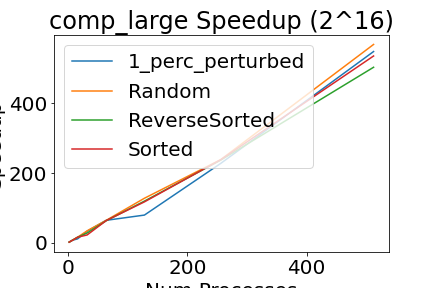 comp_large Speedup (2^16)
1_perc_perturbed
Random
ReverseSorted
Sorted
400
200
0
0 200 400
Num Processes